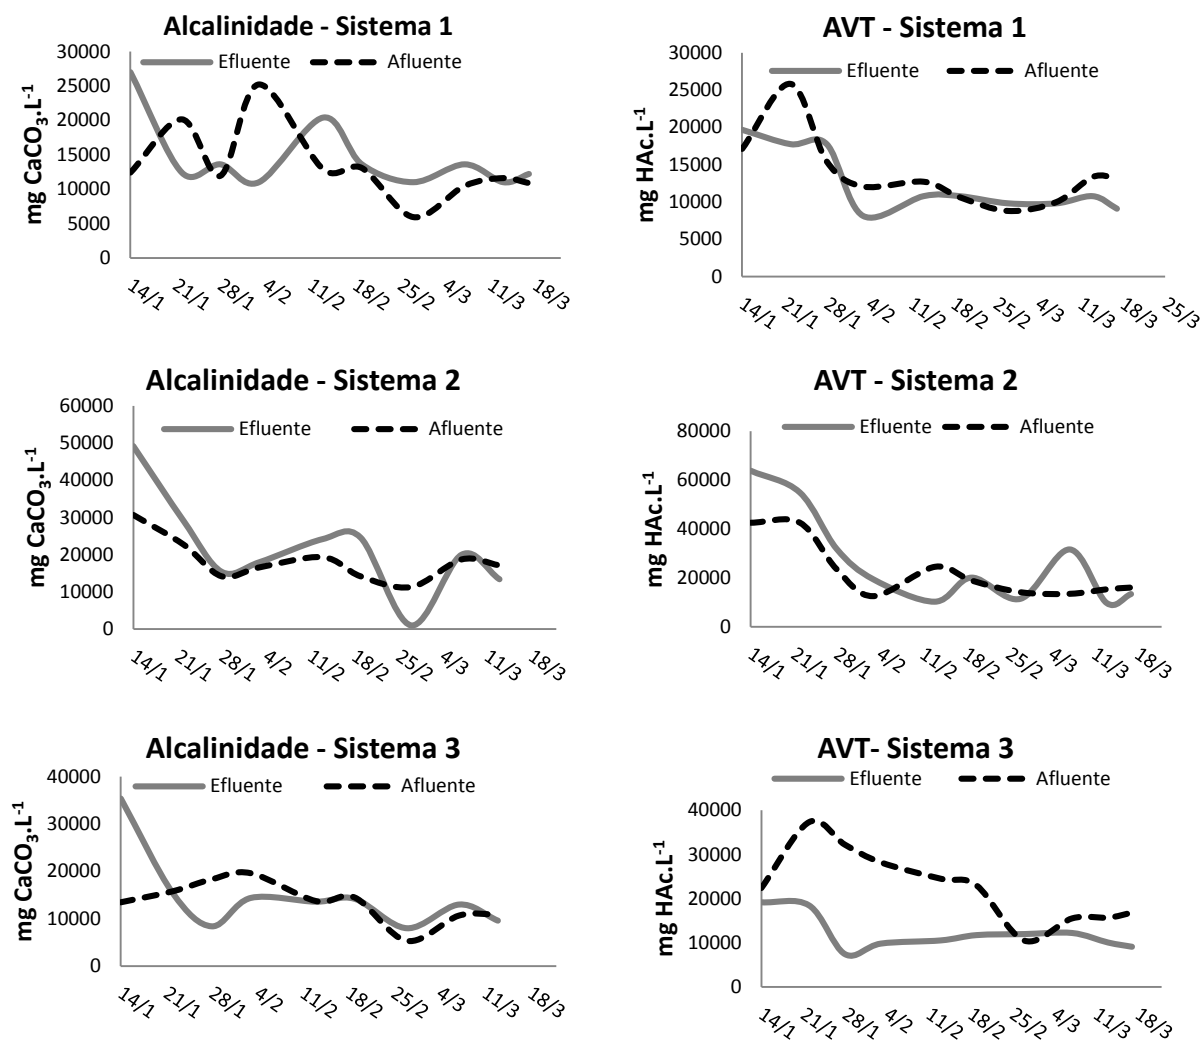 Alcalinidade - Sistema 1
Efluente Afluente
mg CaCO3.L-1
30000
25000
20000
15000
10000
5000
0
14/1 21/1 28/1 4/2 11/2 18/2 25/2 4/3 11/3 18/3
AVT - Sistema 1
Efluente Afluente
mg HAc.L-1
30000
25000
20000
15000
10000
5000
0
14/1 21/1 28/1 4/2 11/2 18/2 25/2 4/3 11/3 18/3 25/3
Alcalinidade - Sistema 2
Efluente Afluente
mg CaCO3.L-1
60000
50000
40000
30000
20000
10000
0
14/1 21/1 28/1 4/2 11/2 18/2 25/2 4/3 11/3 18/3
AVT - Sistema 2
Efluente Afluente
mg HAc.L-1
80000
60000
40000
20000
0
14/1 21/1 28/1 4/2 11/2 18/2 25/2 4/3 11/3 18/3
Alcalinidade - Sistema 3
Efluente Afluente
mg CaCO3.L-1
40000
30000
20000
10000
0
14/1 21/1 28/1 4/2 11/2 18/2 25/2 4/3 11/3 18/3
AVT- Sistema 3
Efluente Afluente
mg HAc.L-1
40000
30000
20000
10000
0
14/1 21/1 28/1 4/2 11/2 18/2 25/2 4/3 11/3 18/3